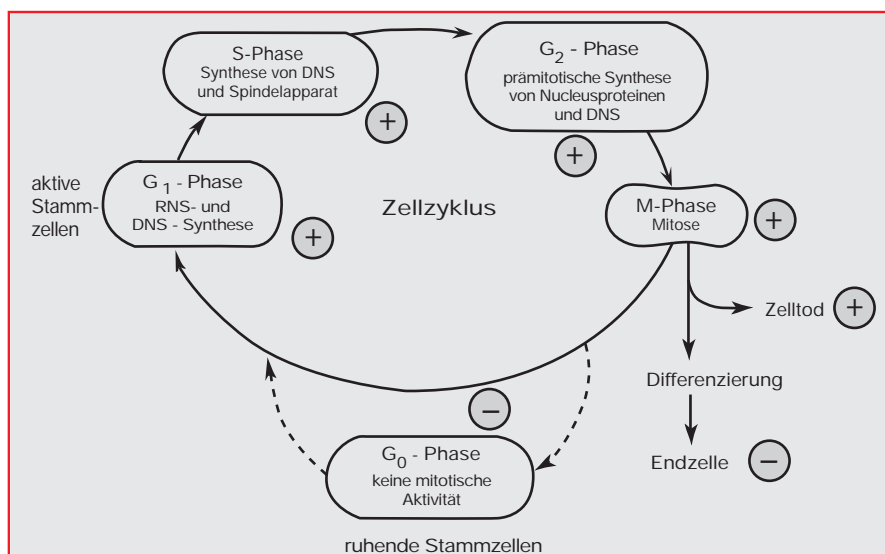 S-Phase
Synthese von DNS
und Spindelapparat
+
G2 - Phase
prämitotische Synthese
von Nucleusproteinen
und DNS
+
aktive
Stamm-
zellen
G1 - Phase
RNS- und
DNS - Synthese
+
Zellzyklus
M-Phase
Mitose
+
Zelltod +
Differenzierung
Endzelle −
−
G0 - Phase
keine mitotische
Aktivität
ruhende Stammzellen